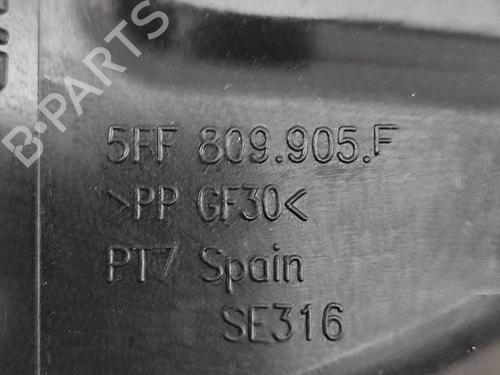 B-PARTS
5FF 809.905.F
>PP GF30<
PT7 Spain
SE316